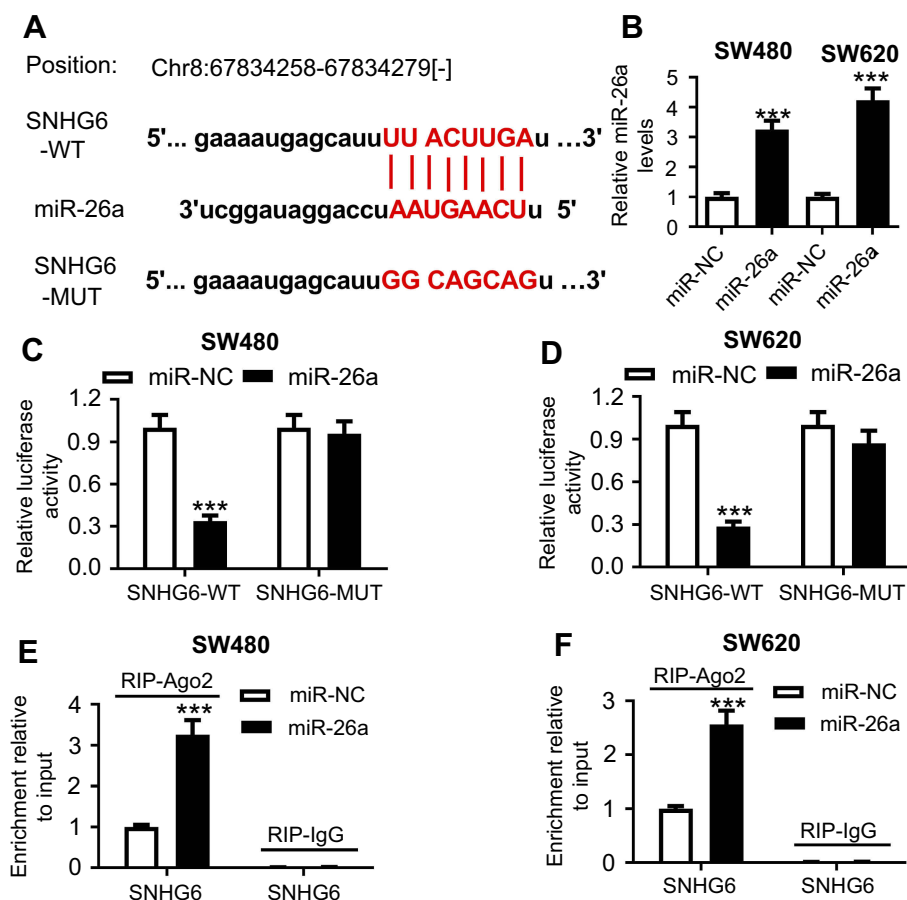 A
Position: Chr8:67834258-67834279[-]
SNHG6
-WT
5'... gaaaaugagcauuUU ACUUGAu ...3'
miR-26a
3'ucggauaggaccuAAUGAACUu 5'
SNHG6
-MUT
5'... gaaaaugagcauuGG CAGCAGu ...3'
B
SW480 SW620
Relative miR-26a
levels
5
4
3
2
1
0
***
***
miR-NC
miR-26a
miR-NC
miR-26a
C
SW480
miR-NC miR-26a
Relative luciferase
activity
1.2
0.9
0.6
0.3
0.0
***
SNHG6-WT SNHG6-MUT
D
SW620
miR-NC miR-26a
Relative luciferase
activity
1.2
0.9
0.6
0.3
0.0
***
SNHG6-WT SNHG6-MUT
E
SW480
RIP-Ago2
miR-NC
miR-26a
Enrichment relative
to input
4
3
2
1
0
***
RIP-IgG
SNHG6 SNHG6
F
SW620
RIP-Ago2
miR-NC
miR-26a
Enrichment relative
to input
3
2
1
0
***
RIP-IgG
SNHG6 SNHG6